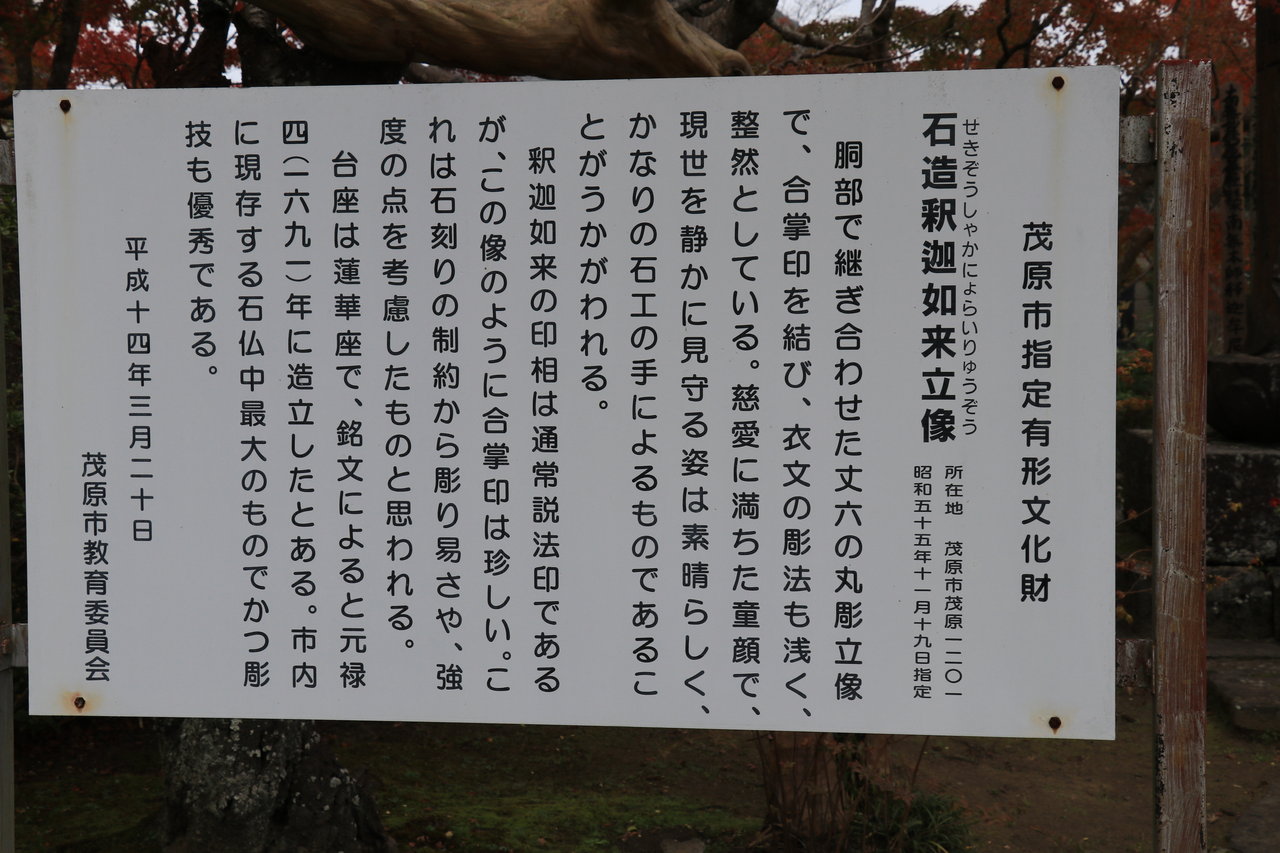 茂原市指定有形文化財
せきぞうしゃかにょらいりゅうぞう
石造釈迦如来立像
所在地 茂原市茂原一二〇一
昭和五十五年十一月十九日指定
胴部で継ぎ合わせた丈六の丸彫立像
で、合掌印を結び、衣文の彫法も浅く、
整然としている。慈愛に満ちた童顔で、
現世を静かに見守る姿は素晴らしく、
かなりの石工の手によるものであるこ
とがうかがわれる。
釈迦如来の印相は通常説法印である
が、この像のように合掌印は珍しい。こ
れは石刻りの制約から彫り易さや、強
度の点を考慮したものと思われる。
台座は蓮華座で、銘文によると元禄
四(一六九一)年に造立したとある。市内
に現存する石仏中最大のものでかつ彫
技も優秀である。
平成十四年三月二十日
茂原市教育委員会